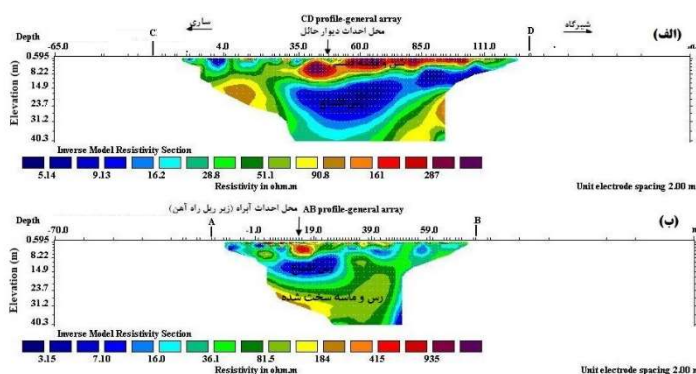 CD profile-general array
ساری
محل احداث دیوار حائل
شیرگاه
(الف)
C
D
Depth
-65.0 4.0 35.0 60.0 85.0 111.0
Elevation (m)
0.595
8.22
14.9
23.7
31.2
40.3
Inverse Model Resistivity Section
5.14 9.13 16.2 28.8 51.1 90.8 161 287
Resistivity in ohm.m
Unit electrode spacing 2.00 m
محل احداث آبراه (زیر ریل راه آهن) AB profile-general array
(ب)
A
B
Depth
-70.0 -1.0 19.0 39.0 59.0
Elevation (m)
0.595
8.22
14.9
23.7
31.2
40.3
رس و ماسه سخت شده
Inverse Model Resistivity Section
3.15 7.10 16.0 36.1 81.5 184 415 935
Resistivity in ohm.m
Unit electrode spacing 2.00 m